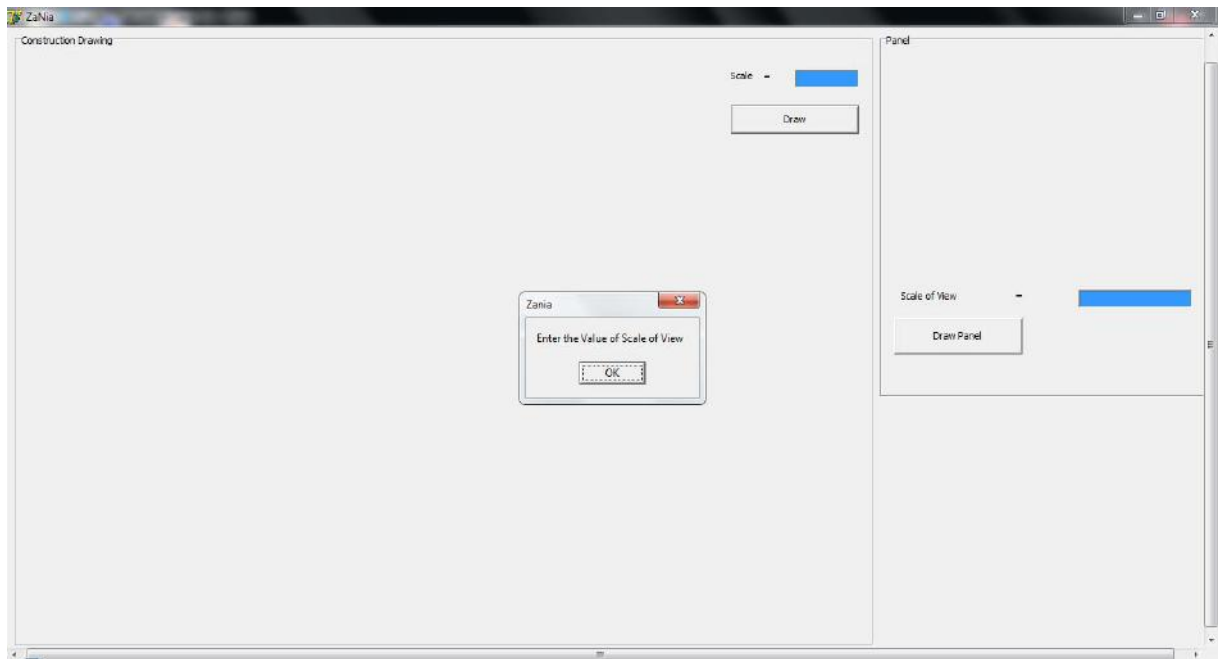 ZaNia
Construction Drawing
Panel
Scale =
Draw
Scale of View =
Draw Panel
Zania
Enter the Value of Scale of View
OK